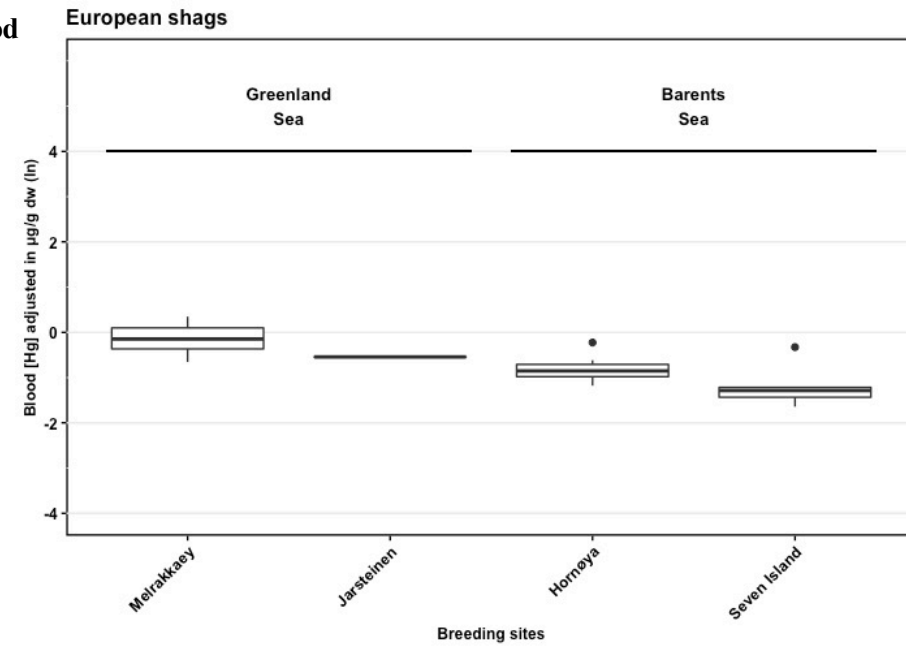 od
European shags
Greenland
Sea
Barents
Sea
4
2
0
-2
-4
Blood [Hg] adjusted in µg/g dw (ln)
Melrakkaey
Jarsteinen
Hornøya
Seven Island
Breeding sites